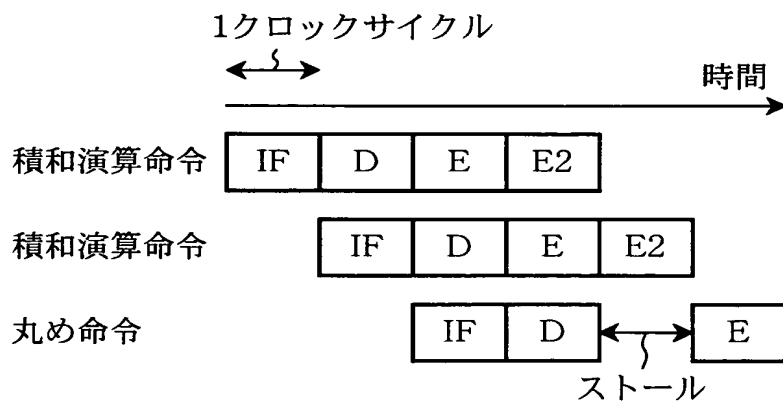 1クロックサイクル
時間
積和演算命令 IF D E E2
積和演算命令 IF D E E2
丸め命令 IF D E
ストール